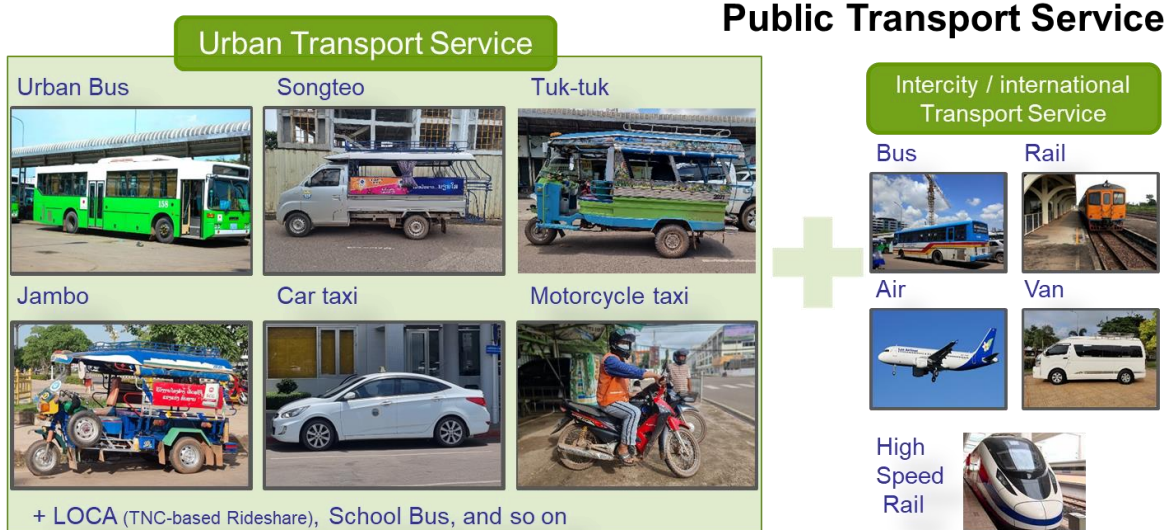 Public Transport Service
Urban Transport Service
Urban Bus
Songteo
Tuk-tuk
159
Jambo
Car taxi
Motorcycle taxi
+ LOCA (TNC-based Rideshare), School Bus, and so on
Intercity / international
Transport Service
Bus
Rail
Air
Van
High
Speed
Rail